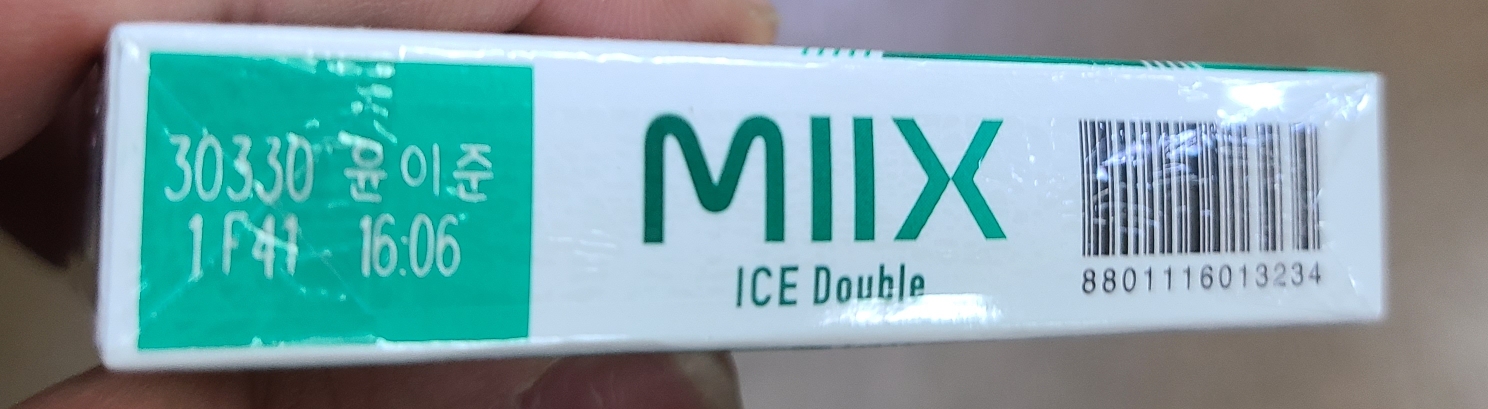 30330 윤이준
1F41 16:06
MIIX
ICE Double
8801116013234